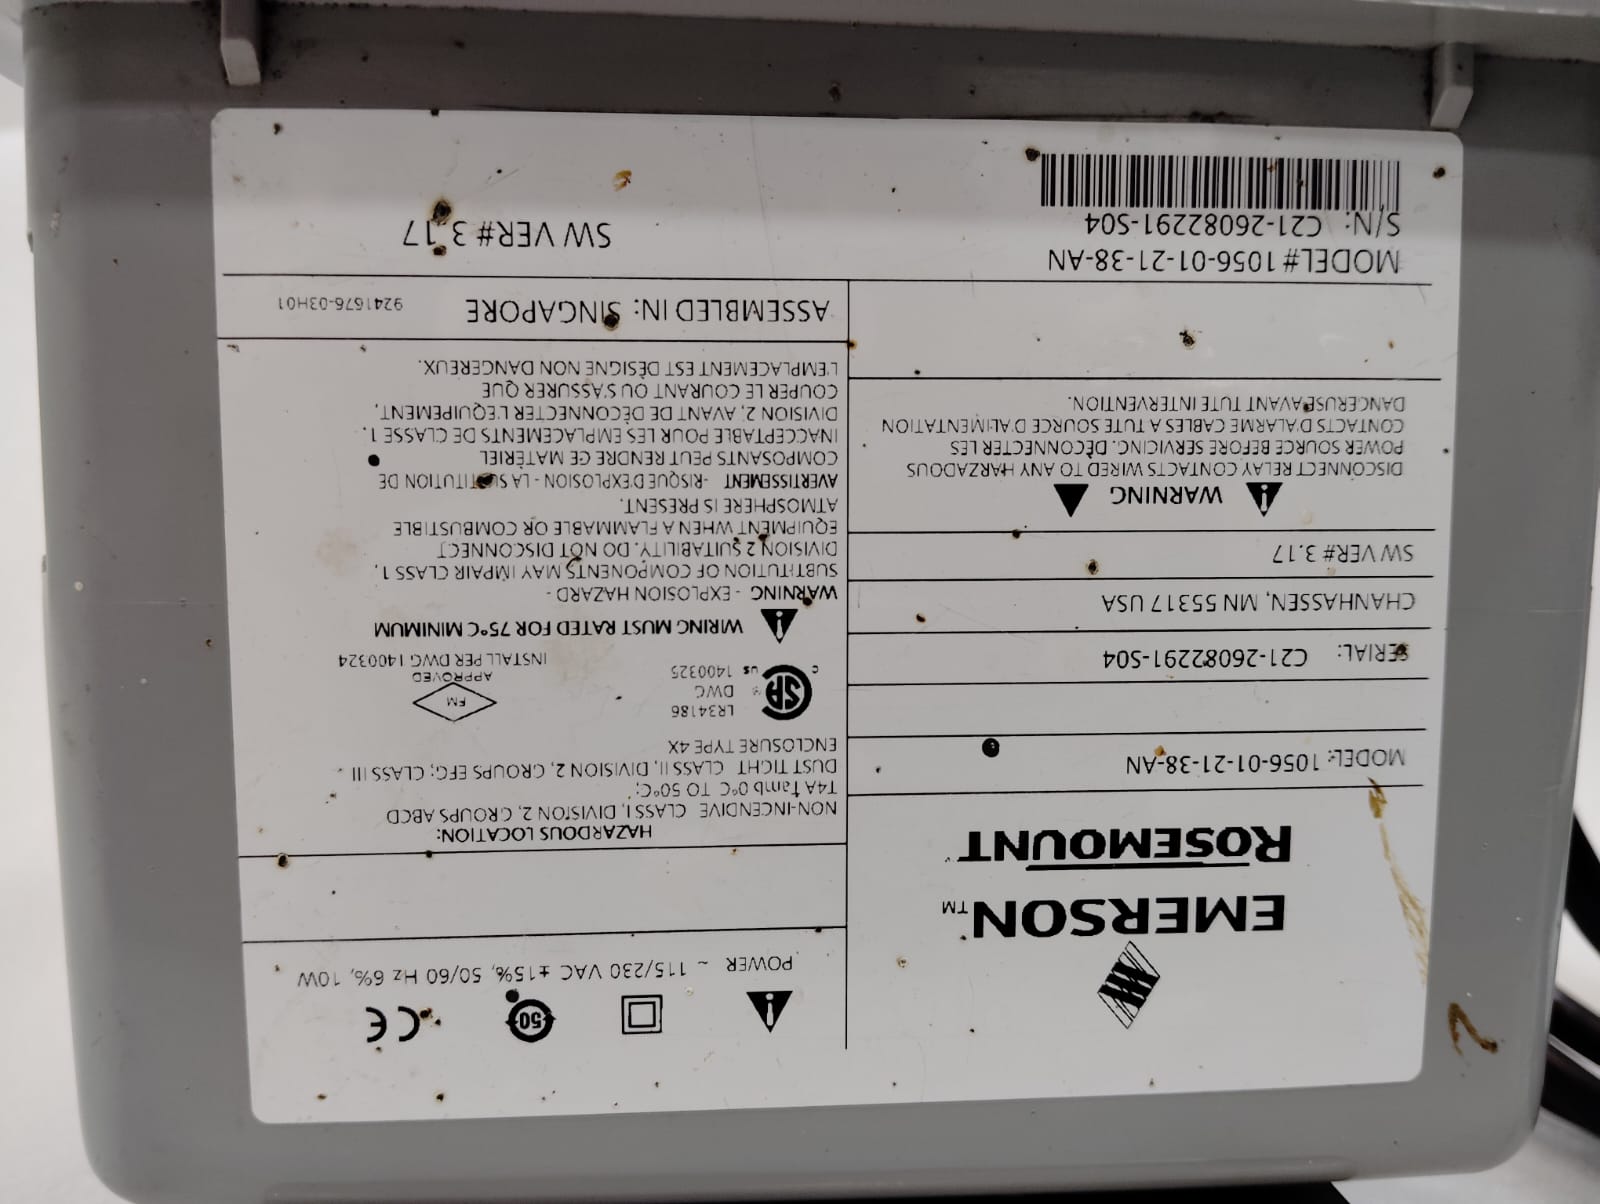 EMERSON™
ROSEMOUNT
MODEL: 1056-01-21-38-AN
SERIAL: C21-26082291-S04
CHANHASSEN, MN 55317 USA
SW VER# 3.17
WARNING
DISCONNECT RELAY CONTACTS WIRED TO ANY HARZADOUS
POWER SOURCE BEFORE SERVICING. DÈCONNECTER LES
CONTACTS D'ALARME CABLES A TUTE SOURCE D'ALIMENTATION
DANGERUSE AVANT TUTE INTERVENTION.
50
CE
POWER ~ 115/230 VAC ±15%, 50/60 Hz 6%, 10W
HAZARDOUS LOCATION:
NON-INCENDIVE CLASS I, DIVISION 2, GROUPS ABCD
T4A Tamb 0°C TO 50°C;
DUST TIGHT CLASS II, DIVISION 2, GROUPS EFG; CLASS III
ENCLOSURE TYPE 4X
C SA US
LR34186
DWG
1400325
FM
APPROVED
INSTALL PER DWG 1400324
WIRING MUST RATED FOR 75°C MINIMUM
WARNING - EXPLOSION HAZARD -
SUBTITUTION OF COMPONENTS MAY IMPAIR CLASS 1,
DIVISION 2 SUITABILITY. DO NOT DISCONNECT
EQUIPMENT WHEN A FLAMMABLE OR COMBUSTIBLE
ATMOSPHERE IS PRESENT.
AVERTISSEMENT -RISQUE D'EXPLOSION - LA SUBTITUTION DE
COMPOSANTS PEUT RENDRE CE MATÈRIEL
INACCEPTABLE POUR LES EMPLACEMENTS DE CLASSE 1,
DIVISION 2, AVANT DE DÈCONNECTER L'EQUIPEMENT,
COUPER LE COURANT OU S'ASSURER QUE
L'EMPLACEMENT EST DÈSIGNE NON DANGEREUX.
ASSEMBLED IN: SINGAPORE 9241676-03H01
MODEL# 1056-01-21-38-AN
S/N: C21-26082291-S04
SW VER# 3.17